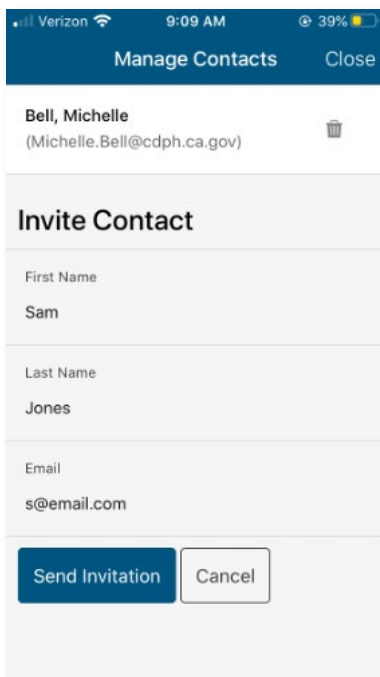 Verizon 9:09 AM 39%
Manage Contacts Close
Bell, Michelle
(Michelle.Bell@cdph.ca.gov)
Invite Contact
First Name
Sam
Last Name
Jones
Email
s@email.com
Send Invitation Cancel